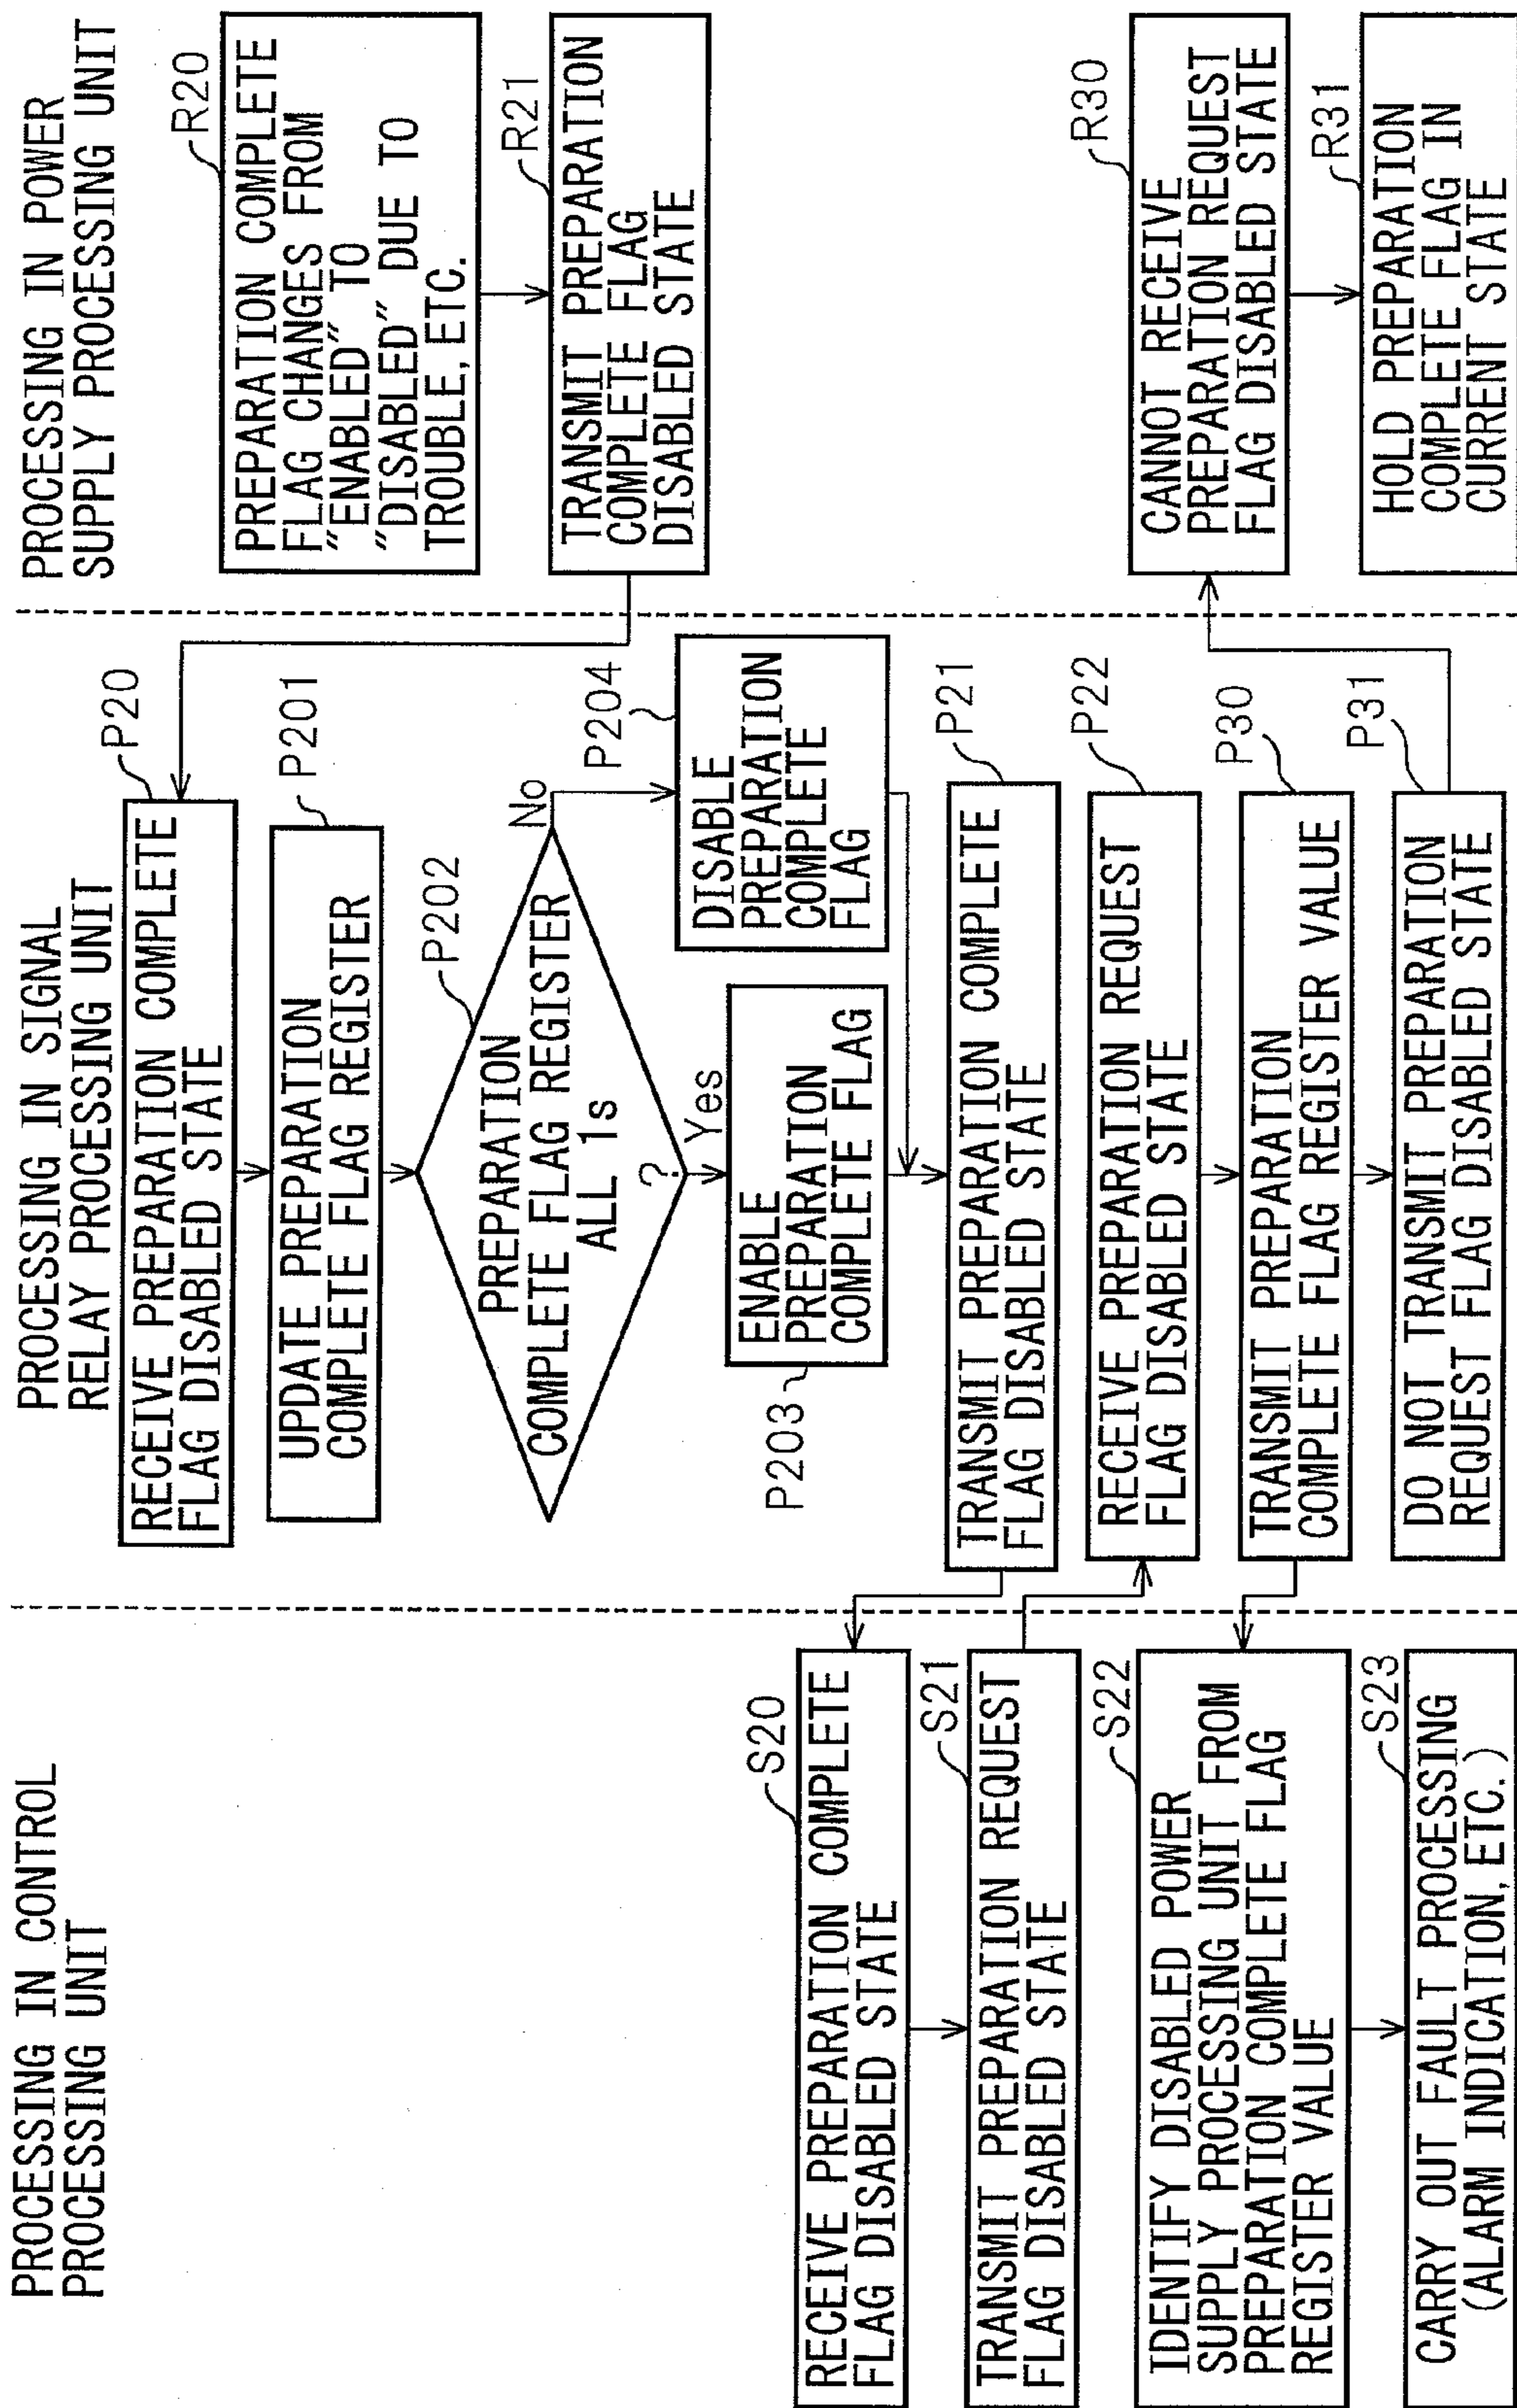 PROCESSING IN CONTROL
PROCESSING UNIT
S20
RECEIVE PREPARATION COMPLETE
FLAG DISABLED STATE
S21
TRANSMIT PREPARATION REQUEST
FLAG DISABLED STATE
S22
IDENTIFY DISABLED POWER
SUPPLY PROCESSING UNIT FROM
PREPARATION COMPLETE FLAG
REGISTER VALUE
S23
CARRY OUT FAULT PROCESSING
(ALARM INDICATION, ETC.)
PROCESSING IN SIGNAL
RELAY PROCESSING UNIT
P20
RECEIVE PREPARATION COMPLETE
FLAG DISABLED STATE
P201
UPDATE PREPARATION
COMPLETE FLAG REGISTER
P202
PREPARATION
COMPLETE FLAG REGISTER
ALL 1s
?
No
Yes
P203
ENABLE
PREPARATION
COMPLETE FLAG
P204
DISABLE
PREPARATION
COMPLETE
FLAG
P21
TRANSMIT PREPARATION COMPLETE
FLAG DISABLED STATE
P22
RECEIVE PREPARATION REQUEST
FLAG DISABLED STATE
P30
TRANSMIT PREPARATION
COMPLETE FLAG REGISTER VALUE
P31
DO NOT TRANSMIT PREPARATION
REQUEST FLAG DISABLED STATE
PROCESSING IN POWER
SUPPLY PROCESSING UNIT
R20
PREPARATION COMPLETE
FLAG CHANGES FROM
"ENABLED" TO
"DISABLED" DUE TO
TROUBLE, ETC.
R21
TRANSMIT PREPARATION
COMPLETE FLAG
DISABLED STATE
R30
CANNOT RECEIVE
PREPARATION REQUEST
FLAG DISABLED STATE
R31
HOLD PREPARATION
COMPLETE FLAG IN
CURRENT STATE